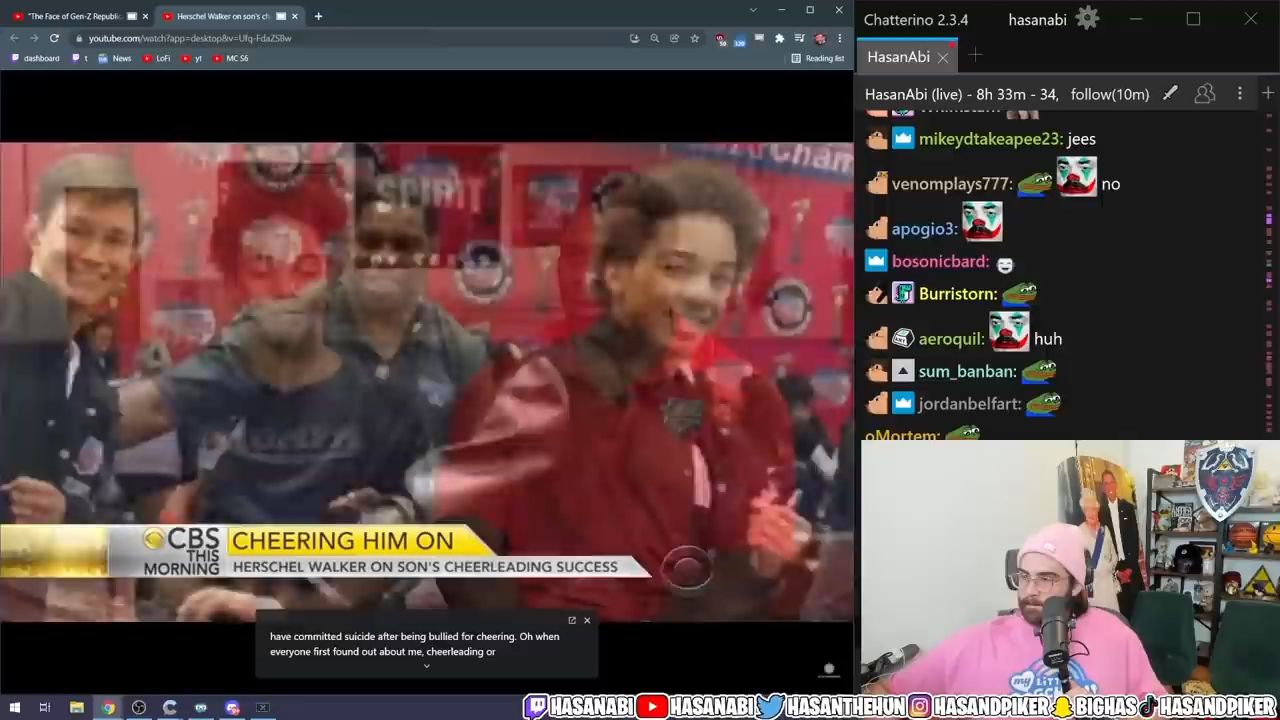 "The Face of Gen-Z Republic
Herschel Walker on son's ch
youtube.com/watch?app=desktop&v=Ufq-FdaZSBw
dashboard
t
News
LoFi
yt
MC S6
Reading list
SPIRIT
CBS
THIS
MORNING
CHEERING HIM ON
HERSCHEL WALKER ON SON'S CHEERLEADING SUCCESS
have committed suicide after being bullied for cheering. Oh when
everyone first found out about me, cheerleading or
Chatterino 2.3.4
hasanabi
HasanAbi
HasanAbi (live) - 8h 33m - 34,
follow(10m)
mikeydtakeapee23: jees
venomplays777: no
apogio3:
bosonicbard:
Burristorn:
aeroquil: huh
sum_banban:
jordanbelfart:
oMortem:
HASANABI HASANABI HASANTHEHUN HASANDPIKER BIGHAS HASANDPIKER